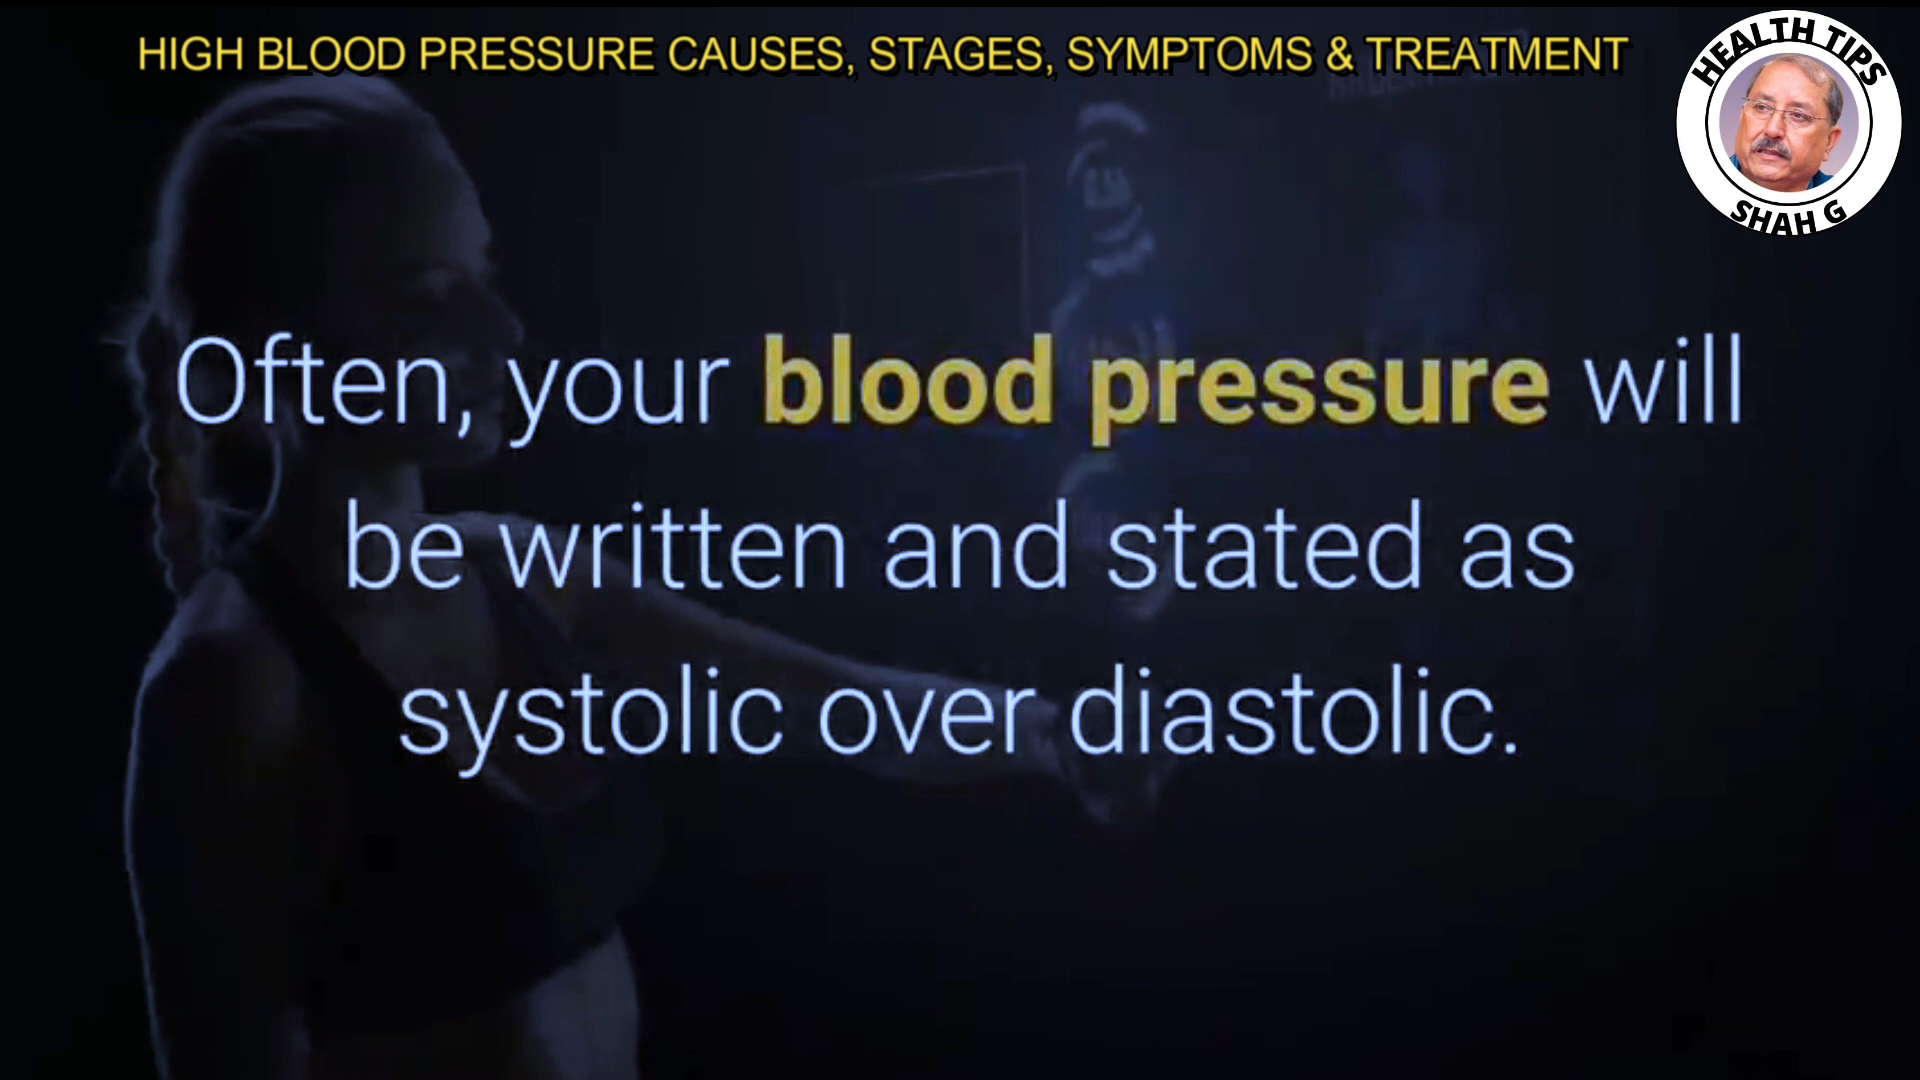 HIGH BLOOD PRESSURE CAUSES, STAGES, SYMPTOMS & TREATMENT
HEALTH TIPS
SHAH G
Often, your blood pressure will
be written and stated as
systolic over diastolic.